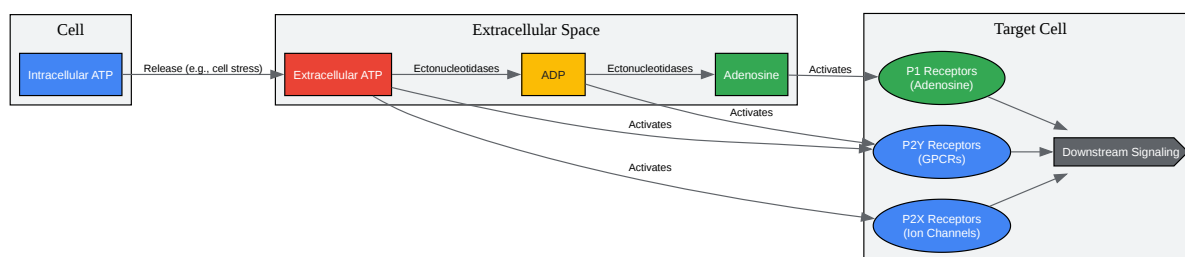 Cell
Extracellular Space
Target Cell
Intracellular ATP
Release (e.g., cell stress)
Extracellular ATP
Ectonucleotidases
ADP
Ectonucleotidases
Adenosine
Activates
P1 Receptors
(Adenosine)
Activates
Activates
P2Y Receptors
(GPCRs)
Downstream Signaling
Activates
P2X Receptors
(Ion Channels)